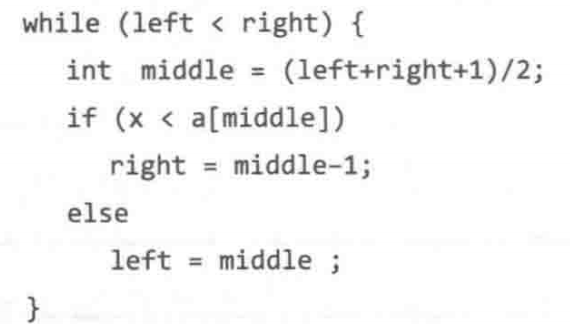 while (left < right) {
int  middle = (left+right+1)/2;
if (x < a[middle])
right = middle–1;
else
left = middle ;
}